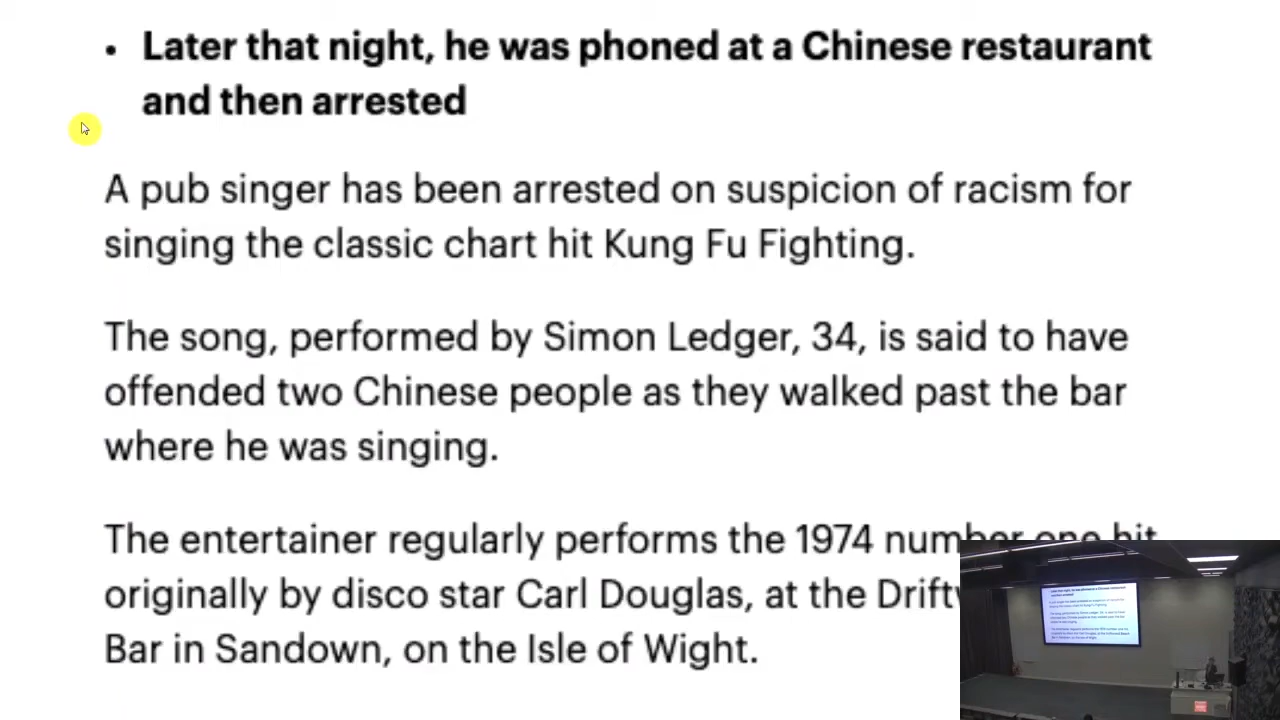 • Later that night, he was phoned at a Chinese restaurant
and then arrested
A pub singer has been arrested on suspicion of racism for
singing the classic chart hit Kung Fu Fighting.
The song, performed by Simon Ledger, 34, is said to have
offended two Chinese people as they walked past the bar
where he was singing.
The entertainer regularly performs the 1974 number one hit
originally by disco star Carl Douglas, at the
Bar in Sandown, on the Isle of Wight.